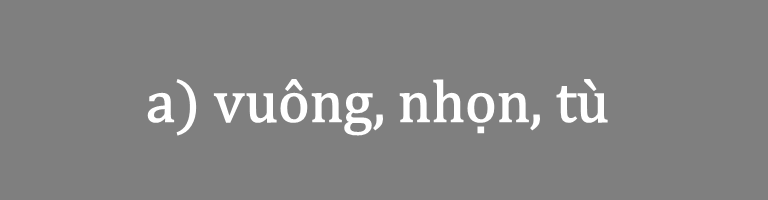 a) vuông, nhọn, tù